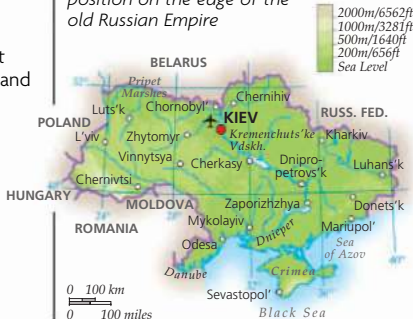 position on the edge of the
old Russian Empire
2000m/6562ft
1000m/3281ft
500m/1640ft
200m/656ft
Sea Level
t
and
BELARUS
Pripet
Marshes
Chornobyl'
Chernihiv
Luts'k
KIEV
RUSS. FED.
POLAND
L'viv
Zhytomyr
Kremenchuts'ke
Vdskh.
Kharkiv
Vinnytsya
Cherkasy
Dnipro-
petrovs'k
Luhans'k
Chernivtsi
HUNGARY
MOLDOVA
Zaporizhzhya
Donets'k
ROMANIA
Mykolayiv
Dnieper
Mariupol'
Odesa
Sea
of Azov
Danube
Crimea
Sevastopol'
Black Sea
0 100 km
0 100 miles